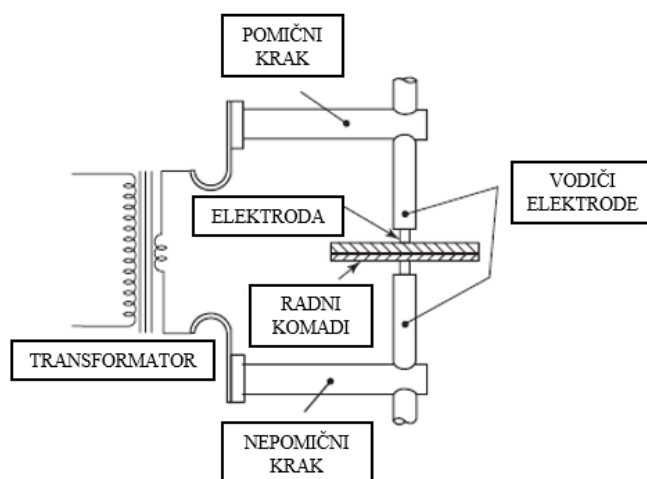 POMIČNI
KRAK
VODIČI
ELEKTRODE
ELEKTRODA
RADNI
KOMADI
TRANSFORMATOR
NEPOMIČNI
KRAK